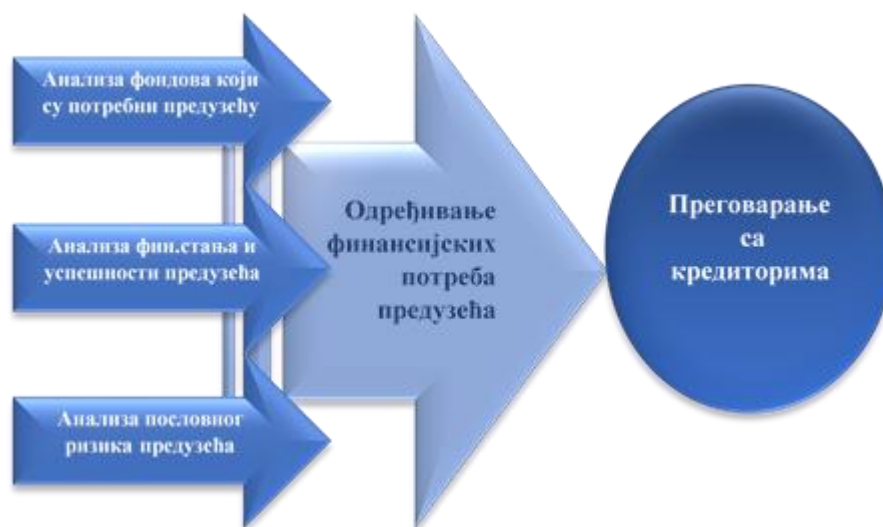 Анализа фондова који
су потребни предузећу
Анализа фин.стања и
успешности предузећа
Анализа пословног
ризика предузећа
Одређивање
финансијских
потреба
предузећа
Преговарање
са
кредиторима